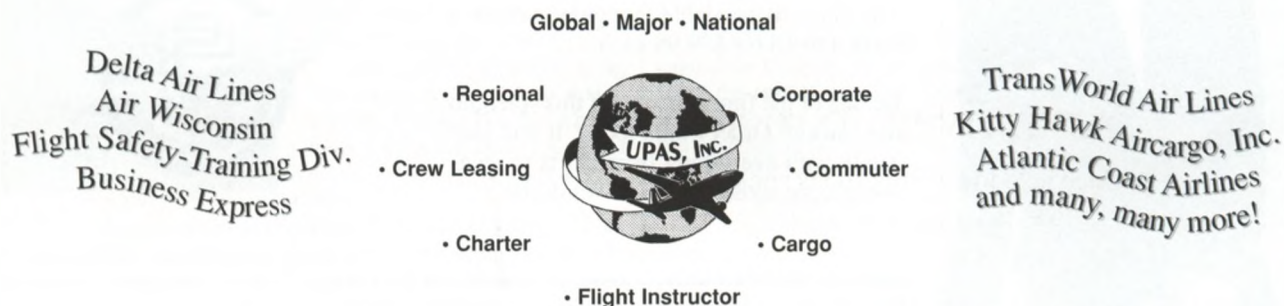 Global • Major • National
Delta Air Lines
Air Wisconsin
Flight Safety-Training Div.
Business Express
• Regional
• Crew Leasing
• Charter
UPAS, INC.
• Corporate
• Commuter
• Cargo
• Flight Instructor
Trans World Air Lines
Kitty Hawk Aircargo, Inc.
Atlantic Coast Airlines
and many, many more!